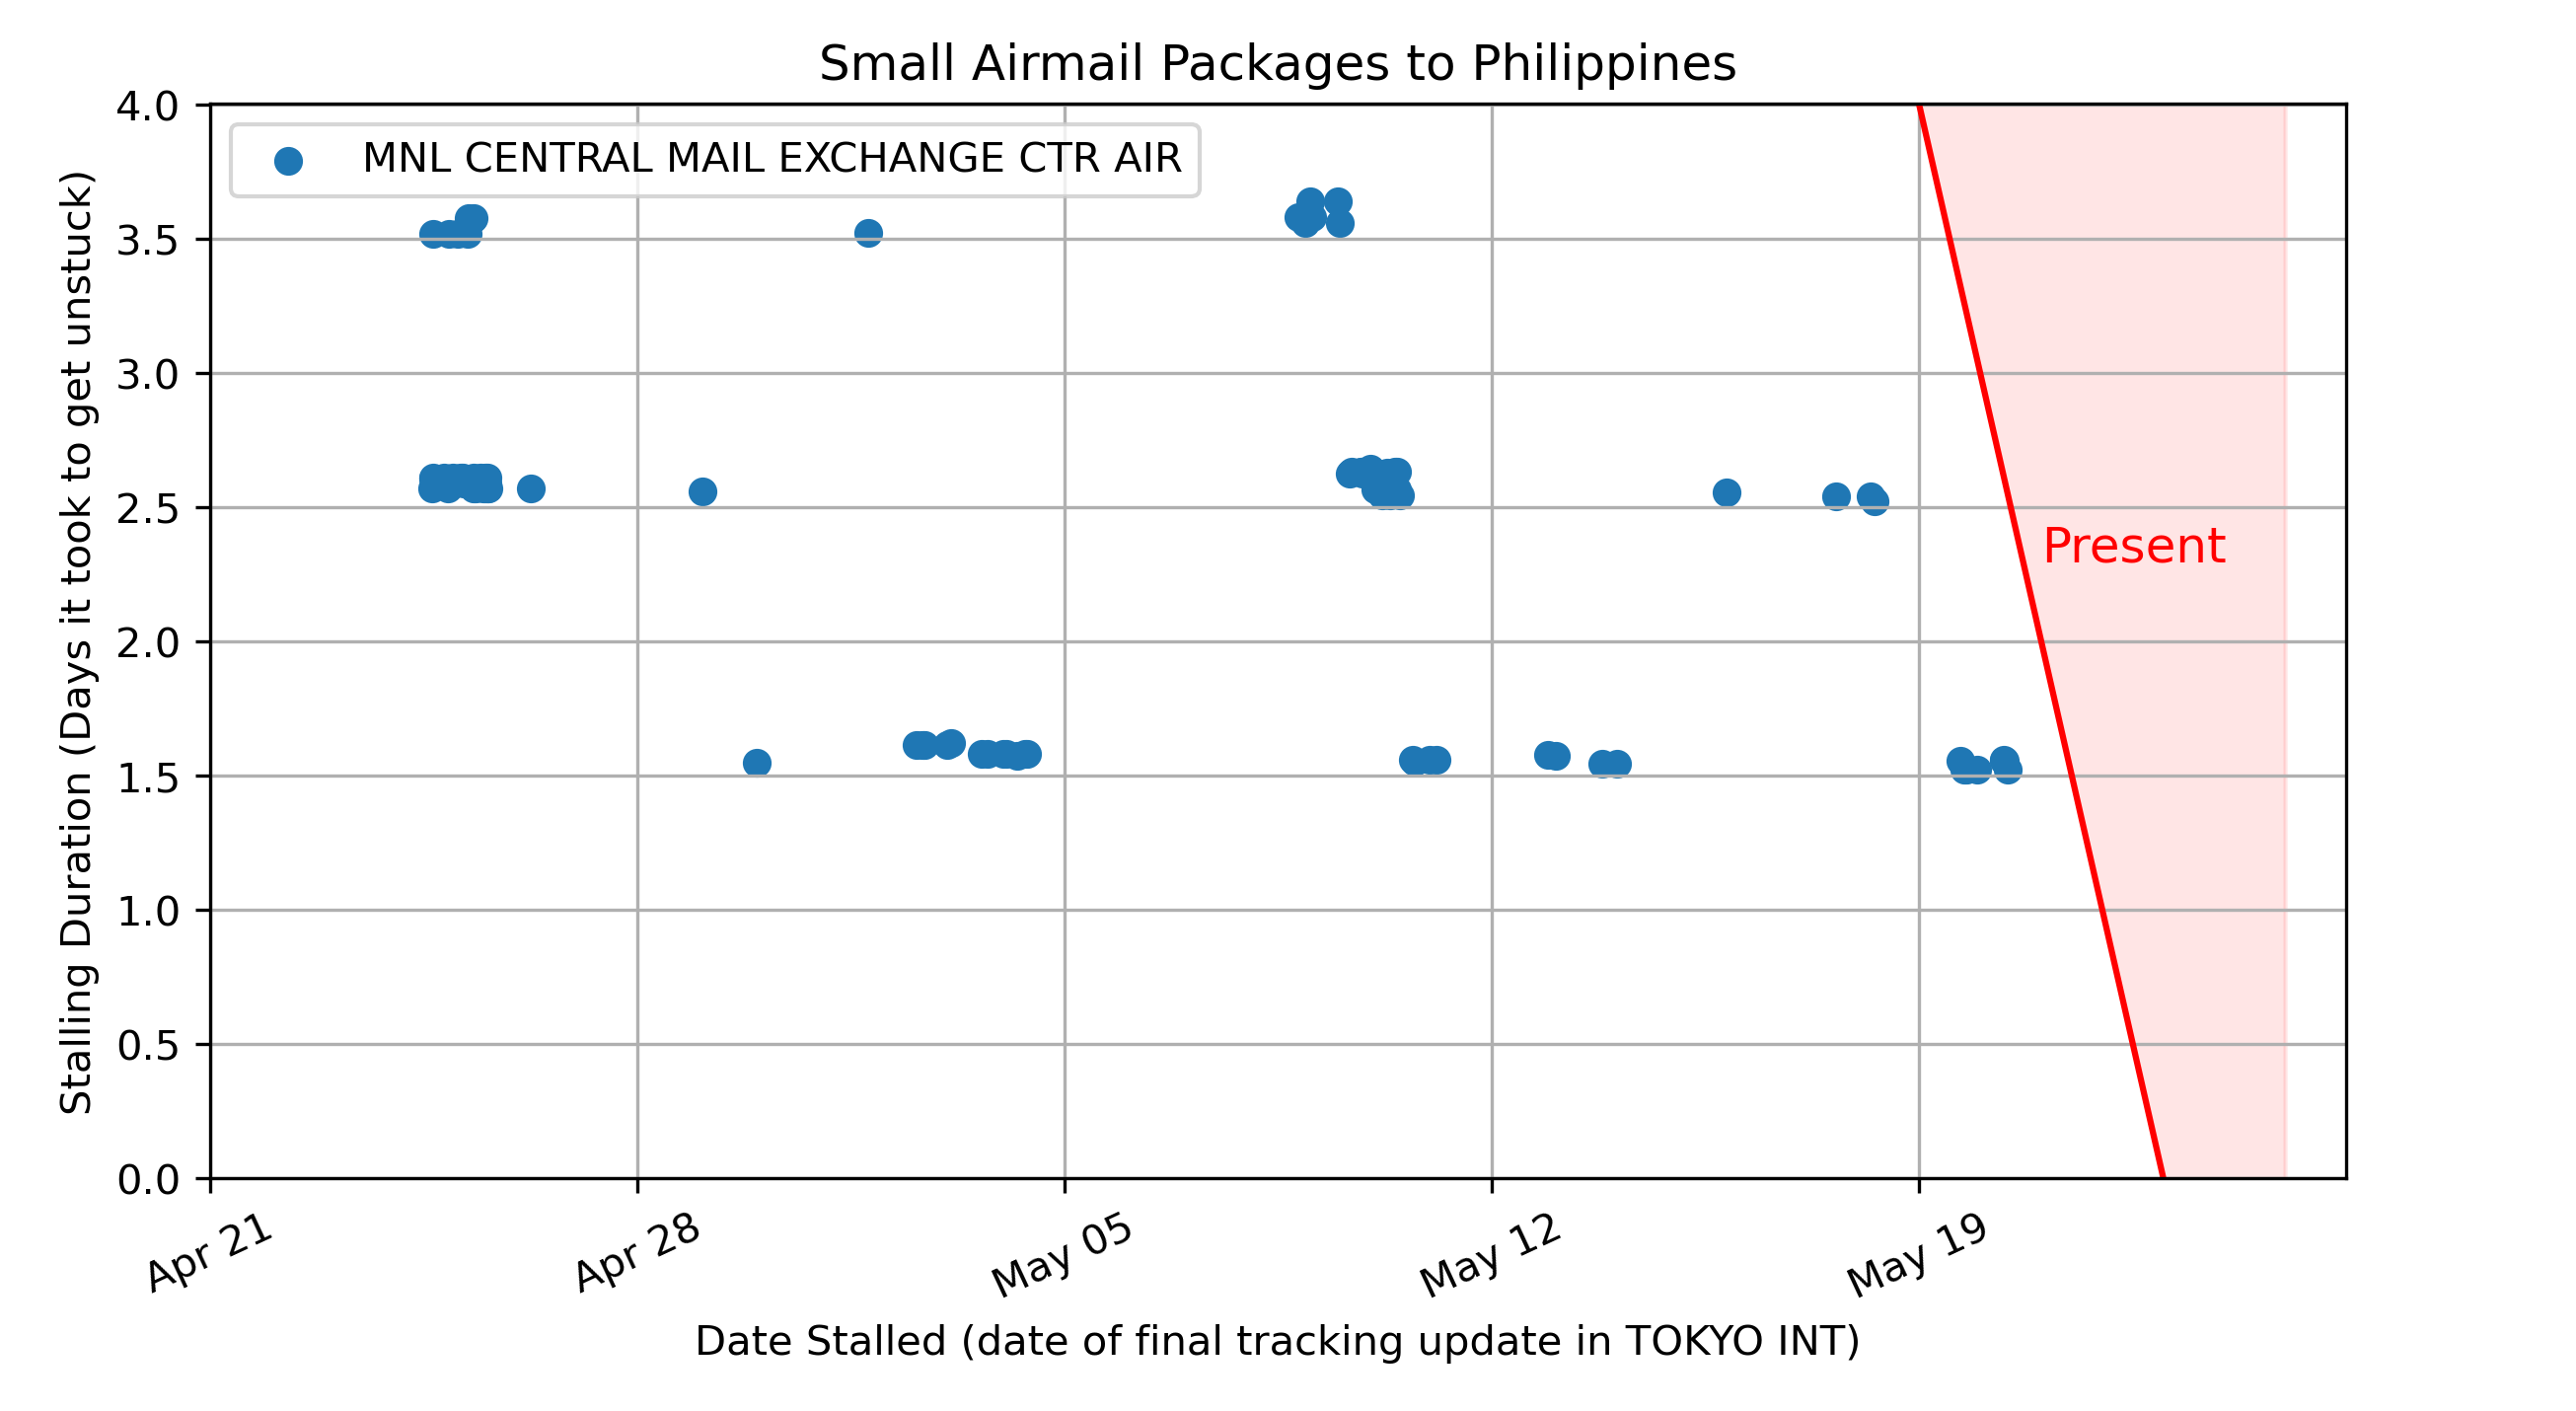 Small Airmail Packages to Philippines
MNL CENTRAL MAIL EXCHANGE CTR AIR
Stalling Duration (Days it took to get unstuck)
4.0
3.5
3.0
2.5
2.0
1.5
1.0
0.5
0.0
Present
Apr 21
Apr 28
May 05
May 12
May 19
Date Stalled (date of final tracking update in TOKYO INT)